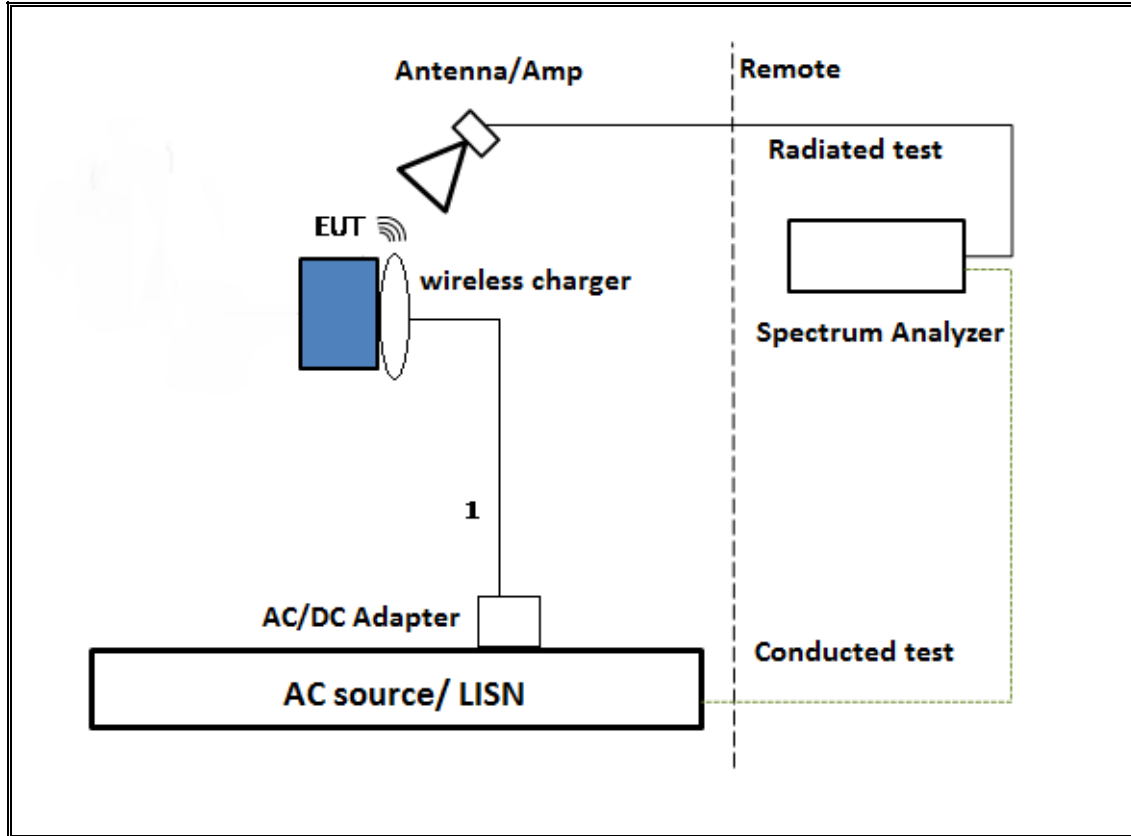 Antenna/Amp
Remote
Radiated test
EUT
wireless charger
Spectrum Analyzer
1
AC/DC Adapter
Conducted test
AC source/ LISN